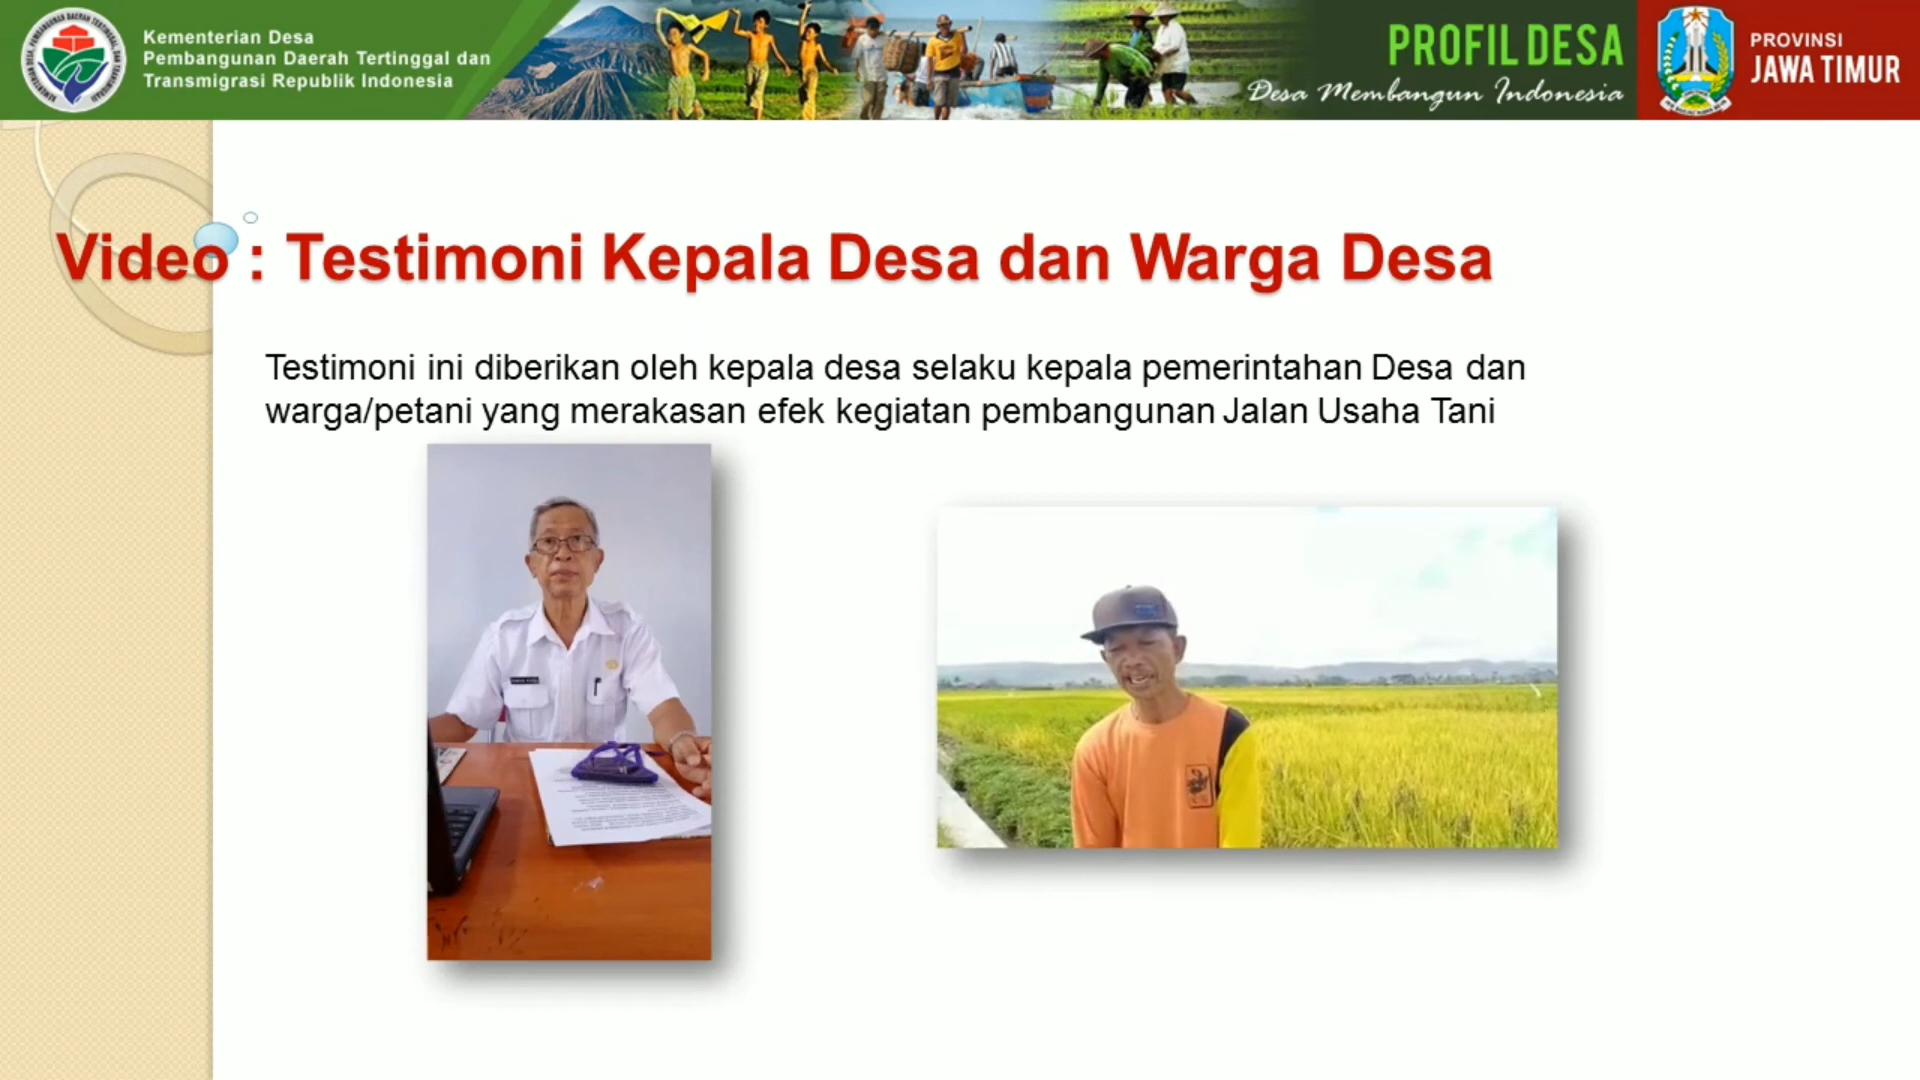 Kementerian Desa
Pembangunan Daerah Tertinggal dan
Transmigrasi Republik Indonesia
PROFIL DESA
Desa Membangun Indonesia
PROVINSI
JAWA TIMUR
Video : Testimoni Kepala Desa dan Warga Desa
Testimoni ini diberikan oleh kepala desa selaku kepala pemerintahan Desa dan
warga/petani yang merakasan efek kegiatan pembangunan Jalan Usaha Tani